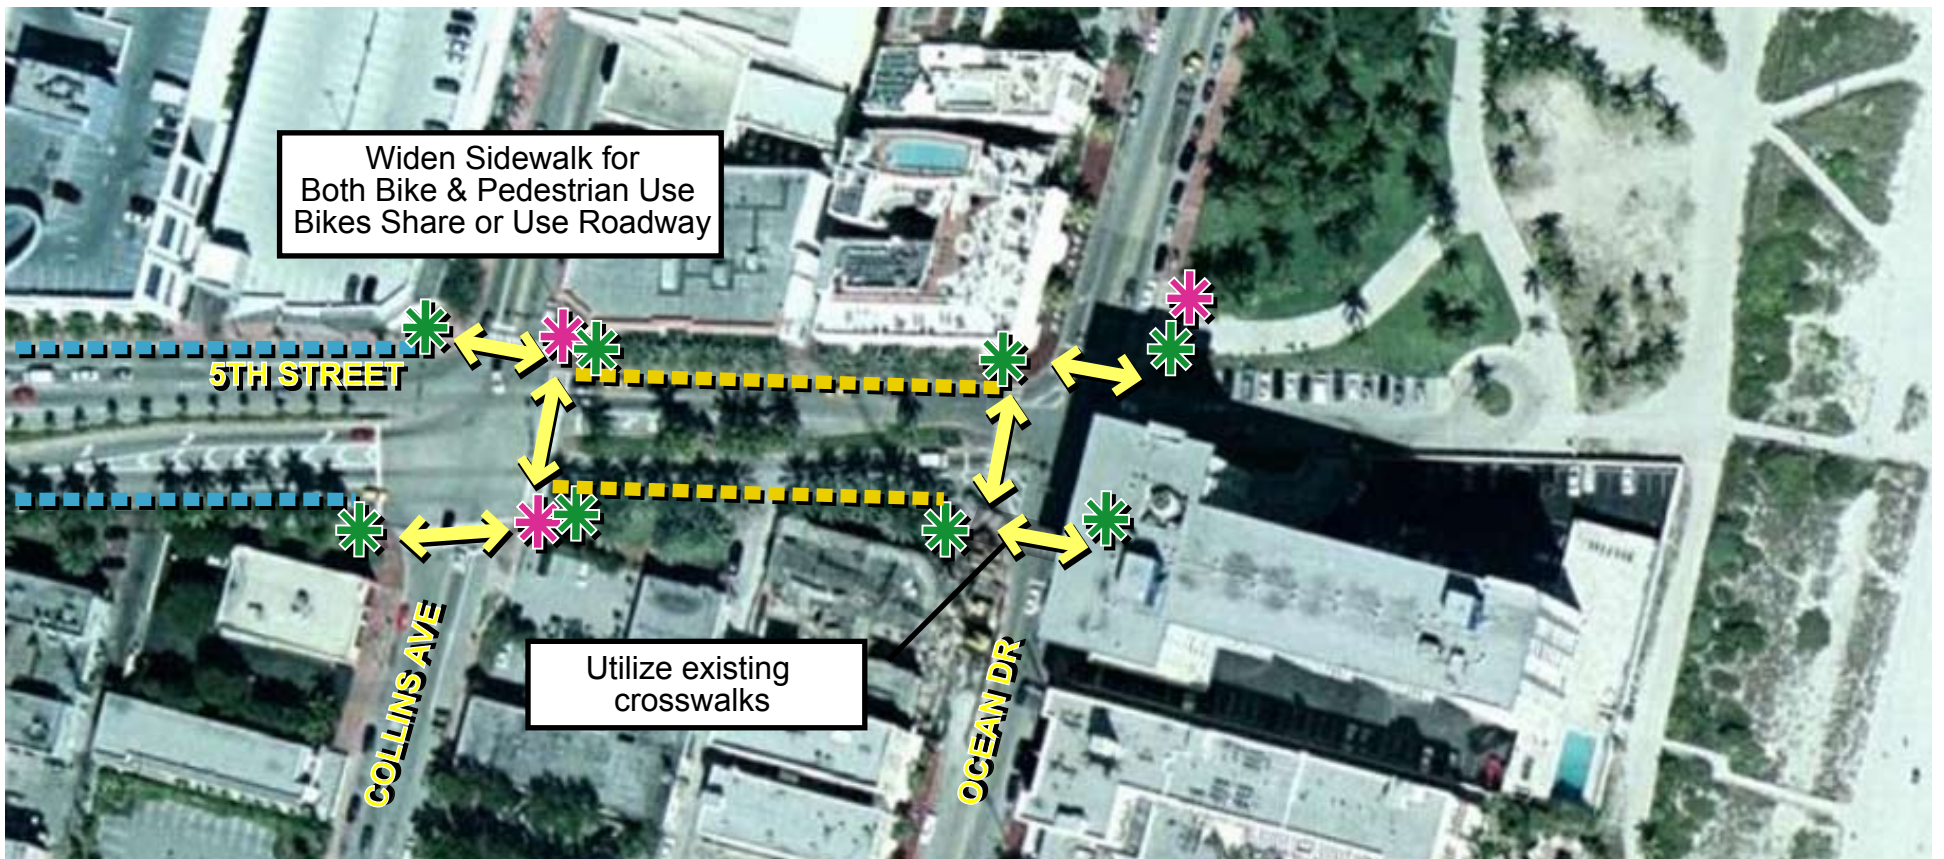 Widen Sidewalk for
Both Bike & Pedestrian Use
Bikes Share or Use Roadway
5TH STREET
Utilize existing
crosswalks
COLLINS AVE
OCEAN DR